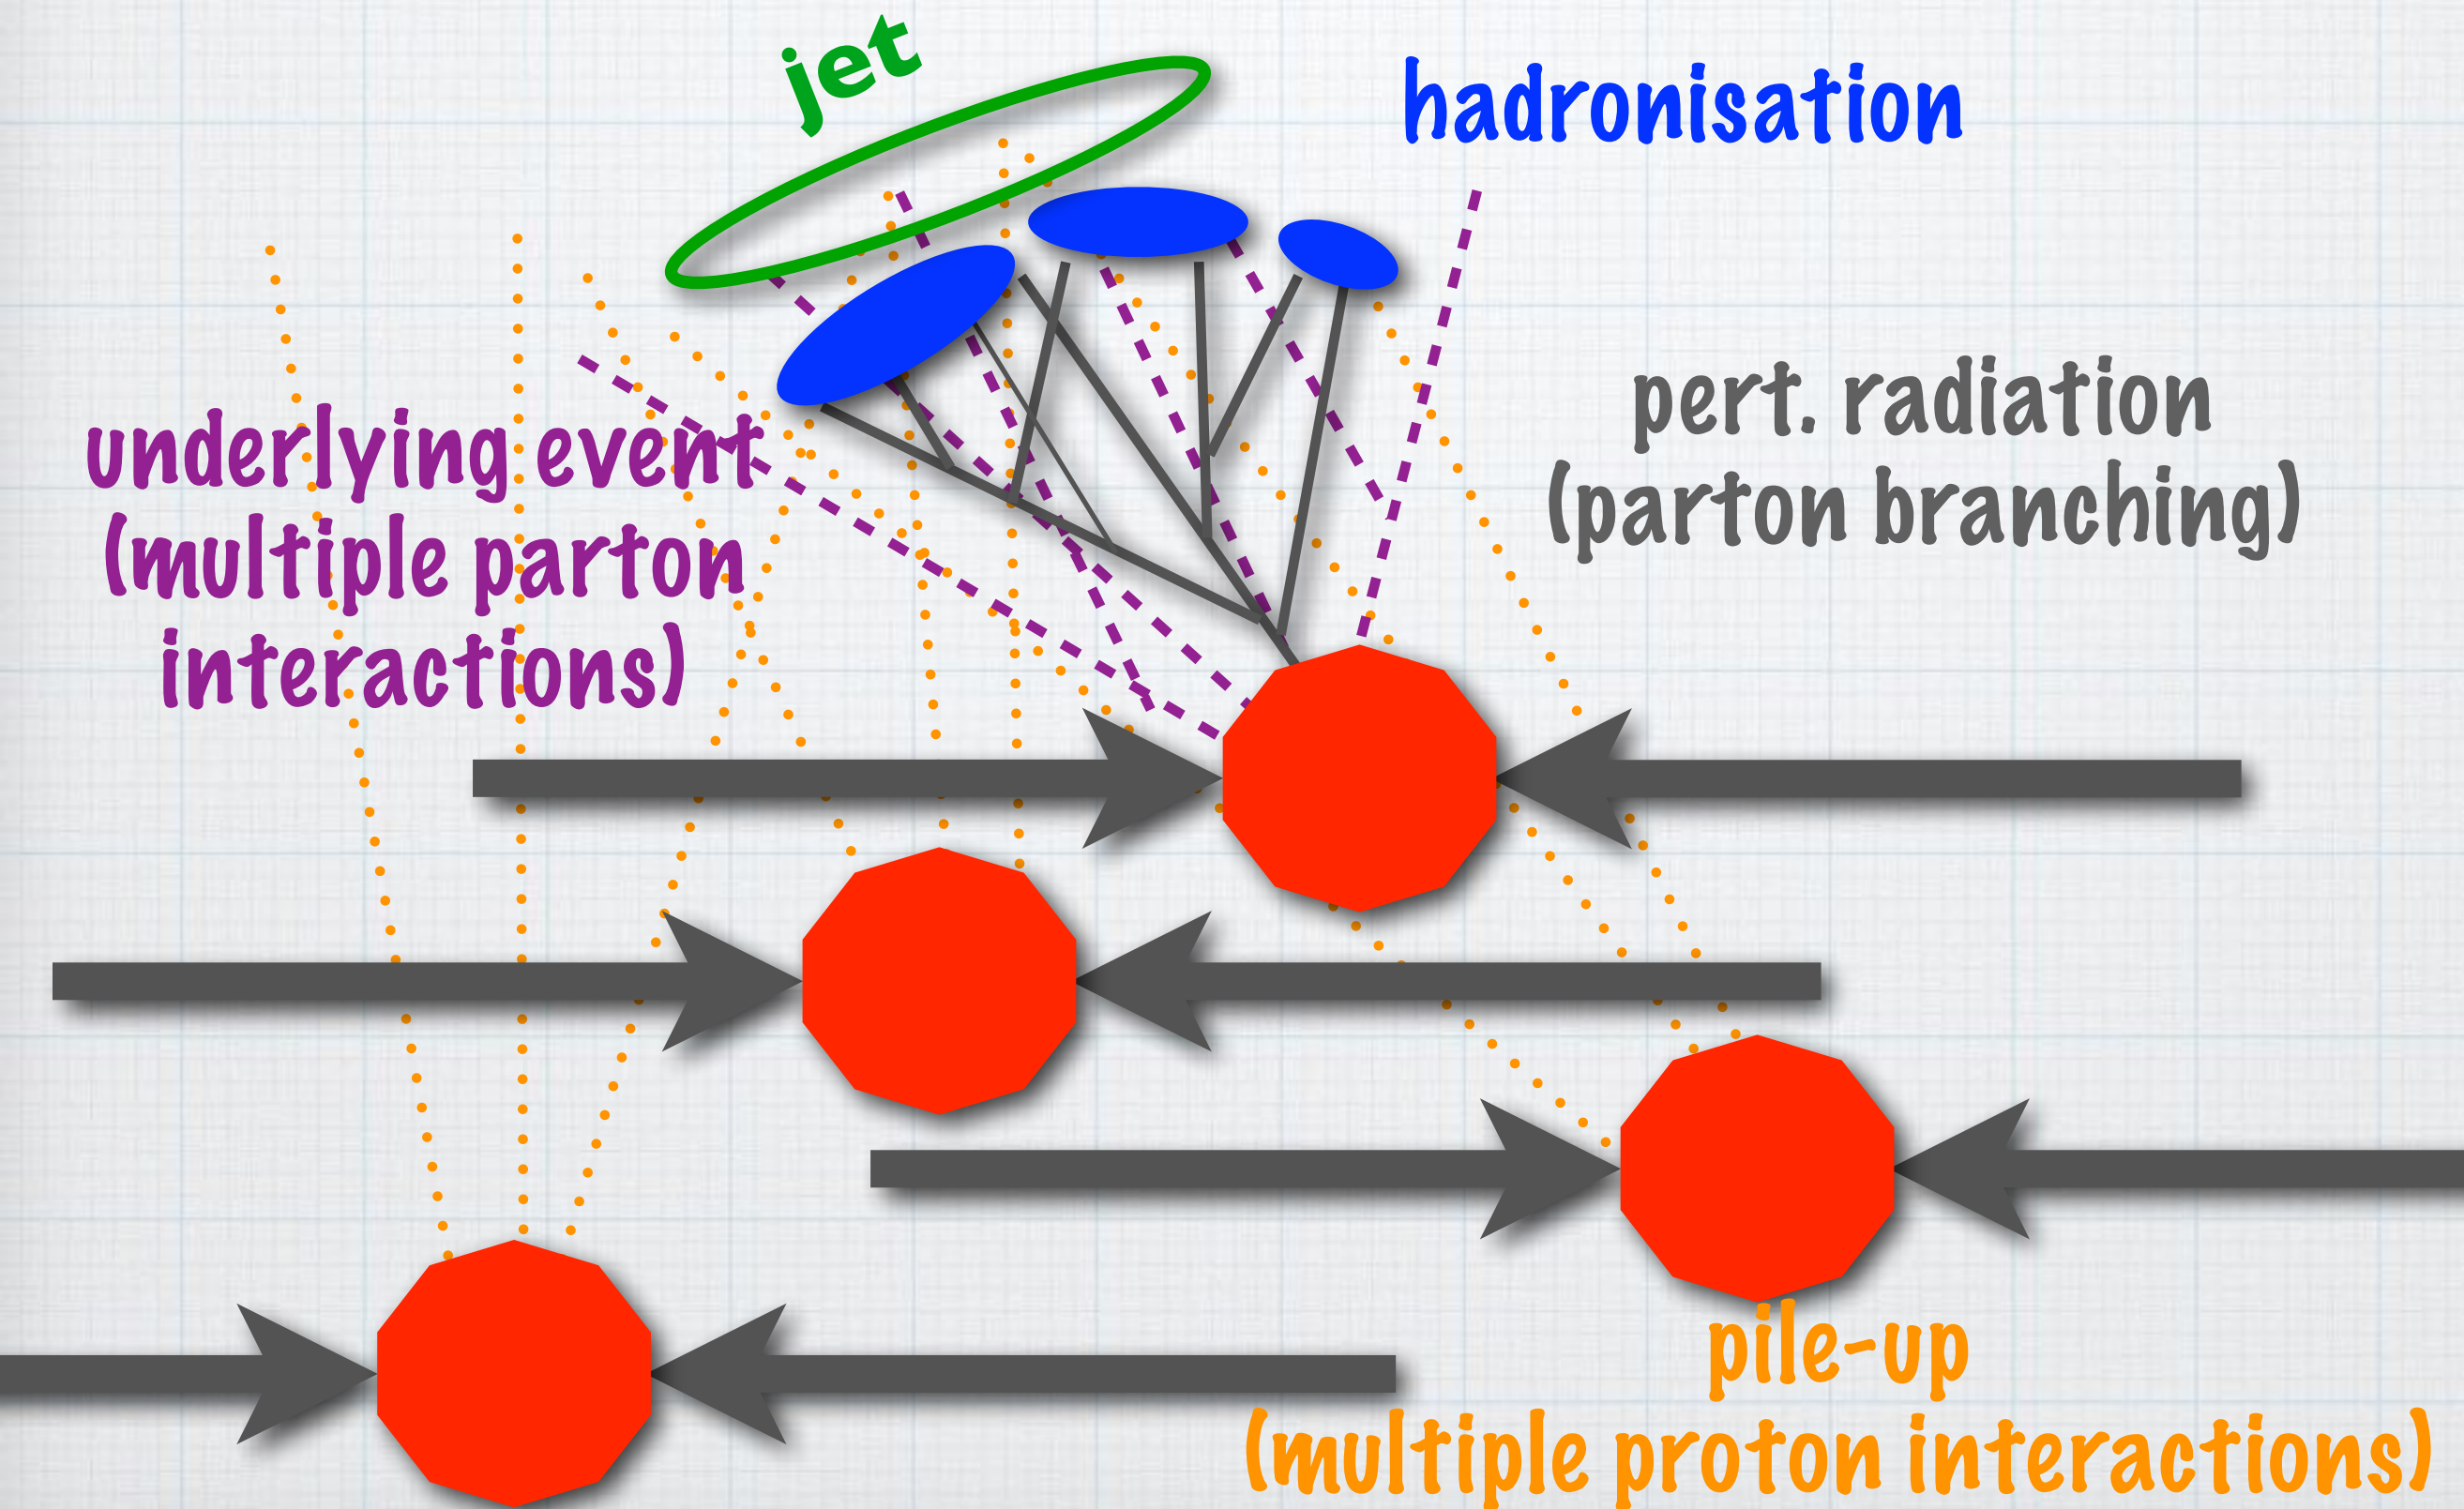 jet
hadronisation
pert. radiation
(parton branching)
underlying event
(multiple parton
interactions)
pile-up
(multiple proton interactions)